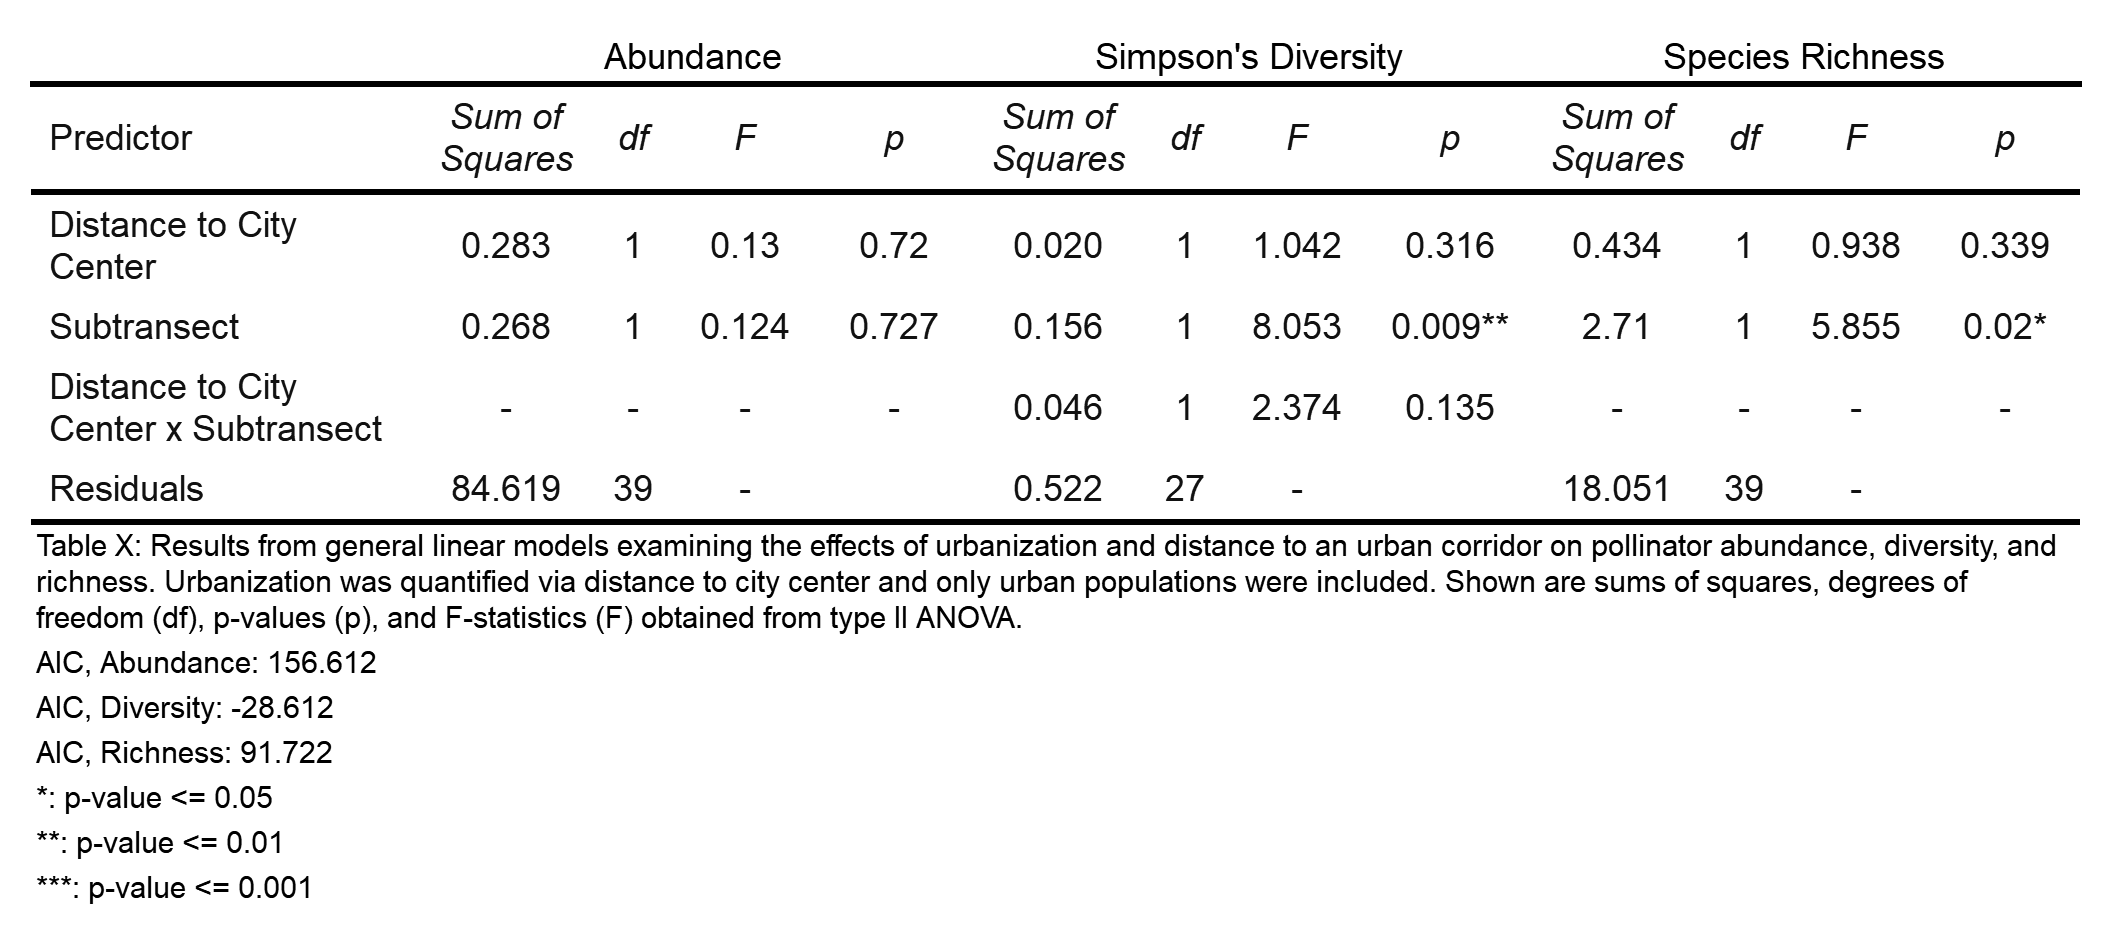 Abundance Simpson's Diversity Species Richness
Predictor Sum of Squares df F p Sum of Squares df F p Sum of Squares df F p
Distance to City Center 0.283 1 0.13 0.72 0.020 1 1.042 0.316 0.434 1 0.938 0.339
Subtransect 0.268 1 0.124 0.727 0.156 1 8.053 0.009** 2.71 1 5.855 0.02*
Distance to City Center x Subtransect - - - - 0.046 1 2.374 0.135 - - - -
Residuals 84.619 39 - 0.522 27 - 18.051 39 -
Table X: Results from general linear models examining the effects of urbanization and distance to an urban corridor on pollinator abundance, diversity, and
richness. Urbanization was quantified via distance to city center and only urban populations were included. Shown are sums of squares, degrees of
freedom (df), p-values (p), and F-statistics (F) obtained from type II ANOVA.
AIC, Abundance: 156.612
AIC, Diversity: -28.612
AIC, Richness: 91.722
*: p-value <= 0.05
**: p-value <= 0.01
***: p-value <= 0.001